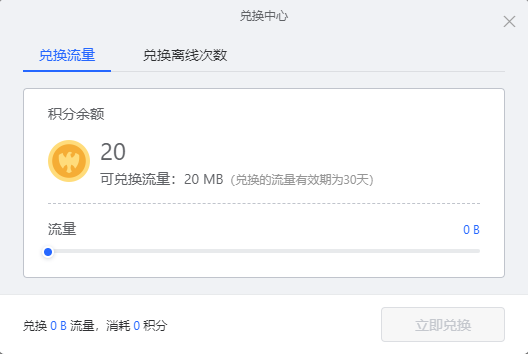 兑换中心
兑换流量 兑换离线次数
积分余额
20
可兑换流量：20 MB（兑换的流量有效期为30天）
流量 0 B
兑换 0 B 流量，消耗 0 积分 立即兑换